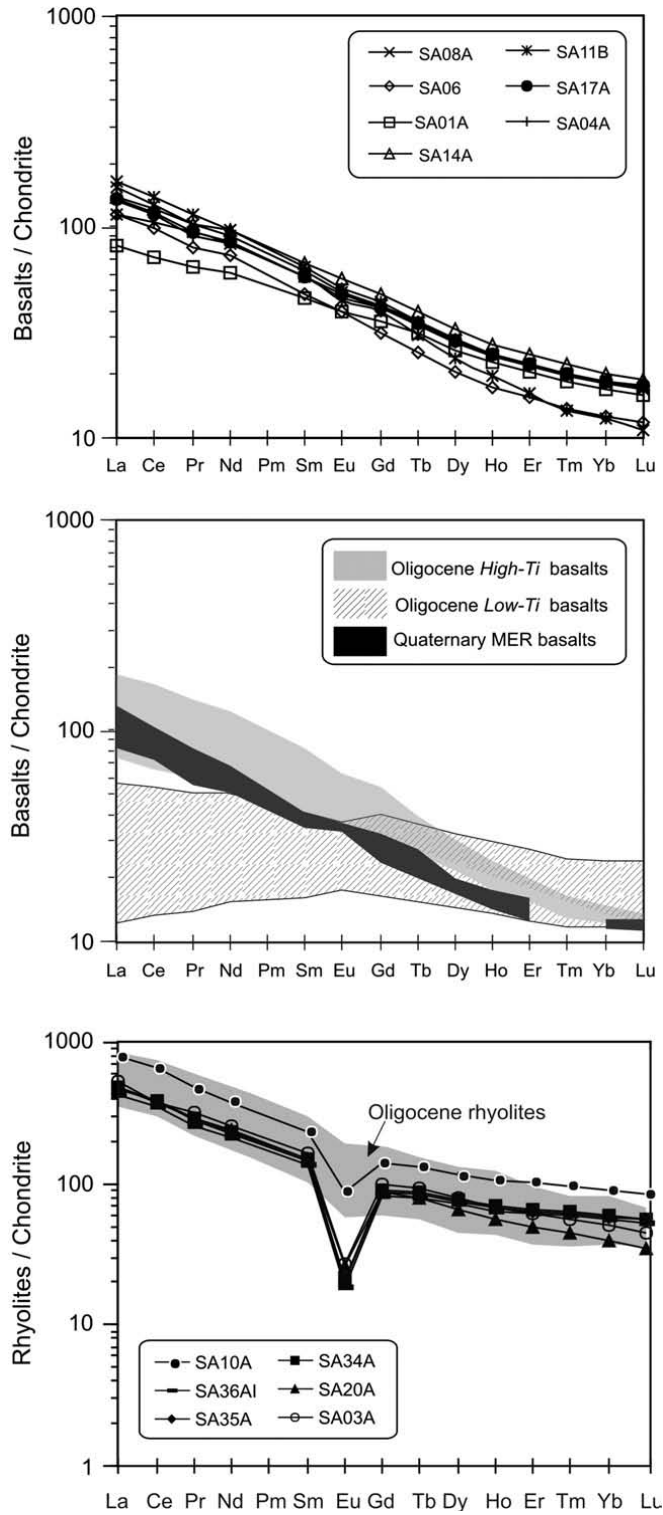 1000
100
10
Basalts / Chondrite
SA08A SA11B
SA06 SA17A
SA01A SA04A
SA14A
La Ce Pr Nd Pm Sm Eu Gd Tb Dy Ho Er Tm Yb Lu
1000
100
10
Basalts / Chondrite
Oligocene High-Ti basalts
Oligocene Low-Ti basalts
Quaternary MER basalts
La Ce Pr Nd Pm Sm Eu Gd Tb Dy Ho Er Tm Yb Lu
1000
100
10
1
Rhyolites / Chondrite
Oligocene rhyolites
SA10A SA34A
SA36AI SA20A
SA35A SA03A
La Ce Pr Nd Pm Sm Eu Gd Tb Dy Ho Er Tm Yb Lu